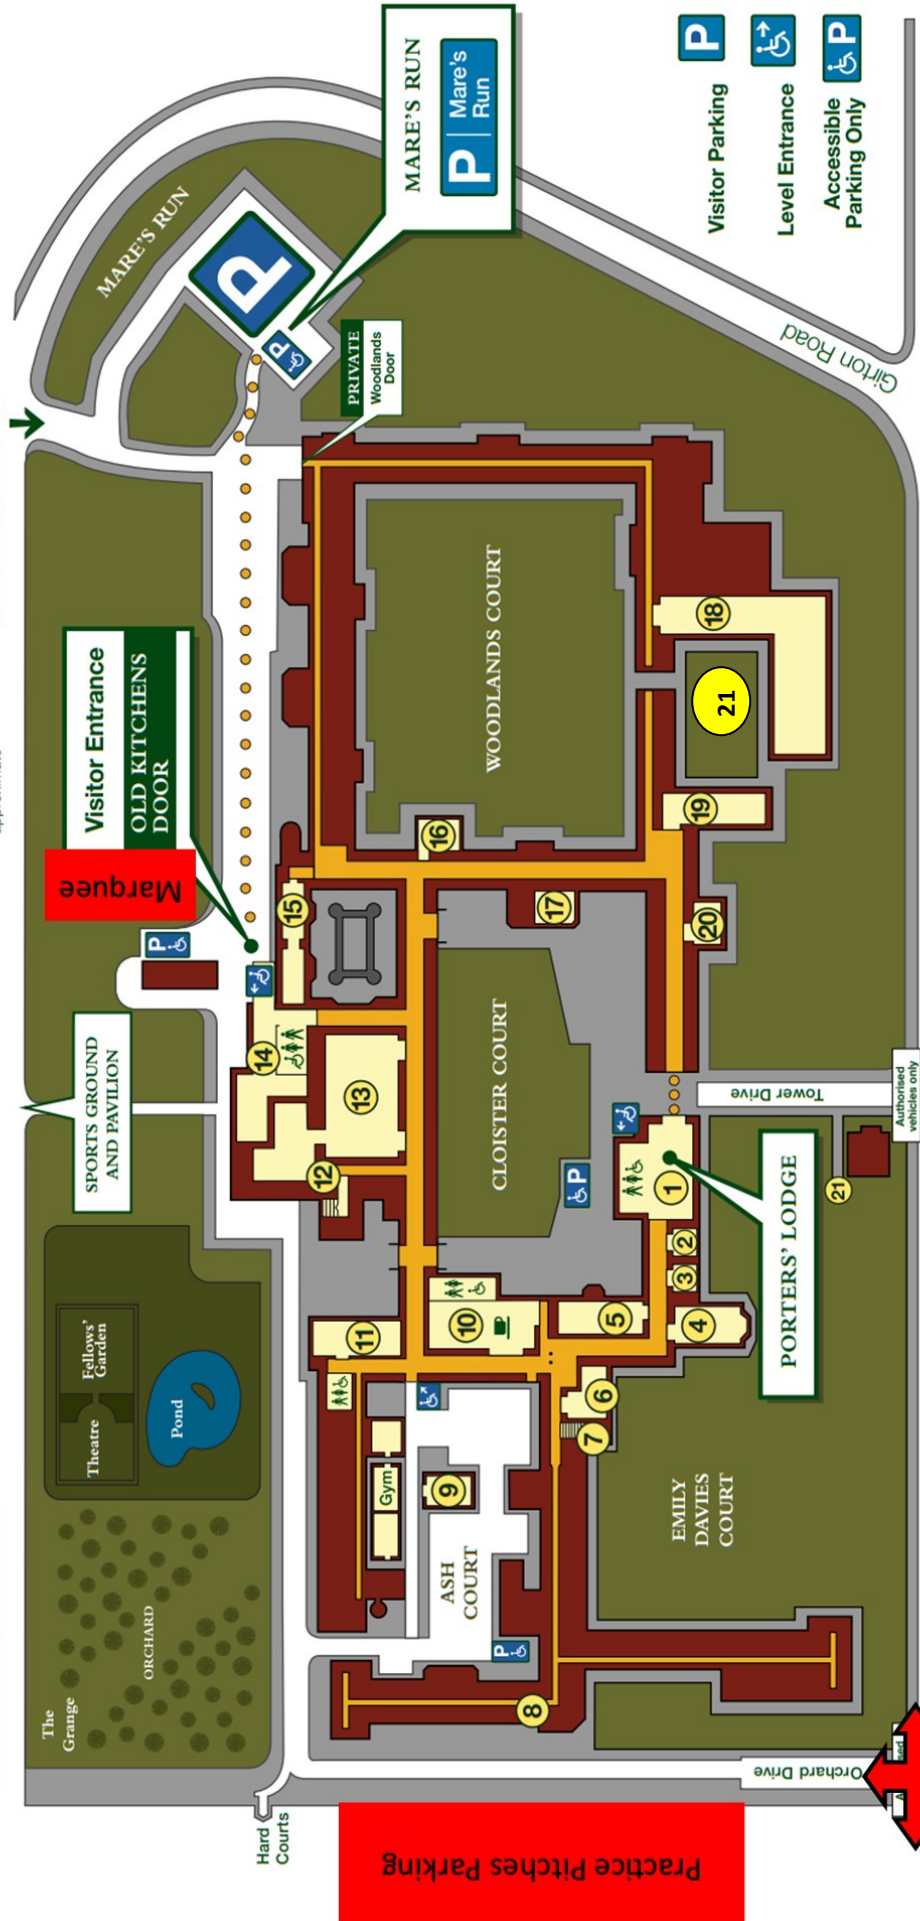 MARE'S RUN
MARE'S RUN
P Mare's
Run
P
P
PRIVATE
Woodlands
Door
P
Visitor Parking
Level Entrance
P
Accessible
Parking Only
Girton Road
Visitor Entrance
OLD KITCHENS
DOOR
Marquee
P
SPORTS GROUND
AND PAVILION
WOODLANDS COURT
CLOISTER COURT
P
15
16
17
18
21
19
20
14
13
12
11
10
5
1
2
3
4
6
7
9
8
21
Tower Drive
Authorised
vehicles only
PORTERS' LODGE
Fellows'
Garden
Theatre
Pond
ORCHARD
The
Grange
Gym
ASH
COURT
P
EMILY
DAVIES
COURT
Hard
Courts
Orchard Drive
Practice Pitches Parking